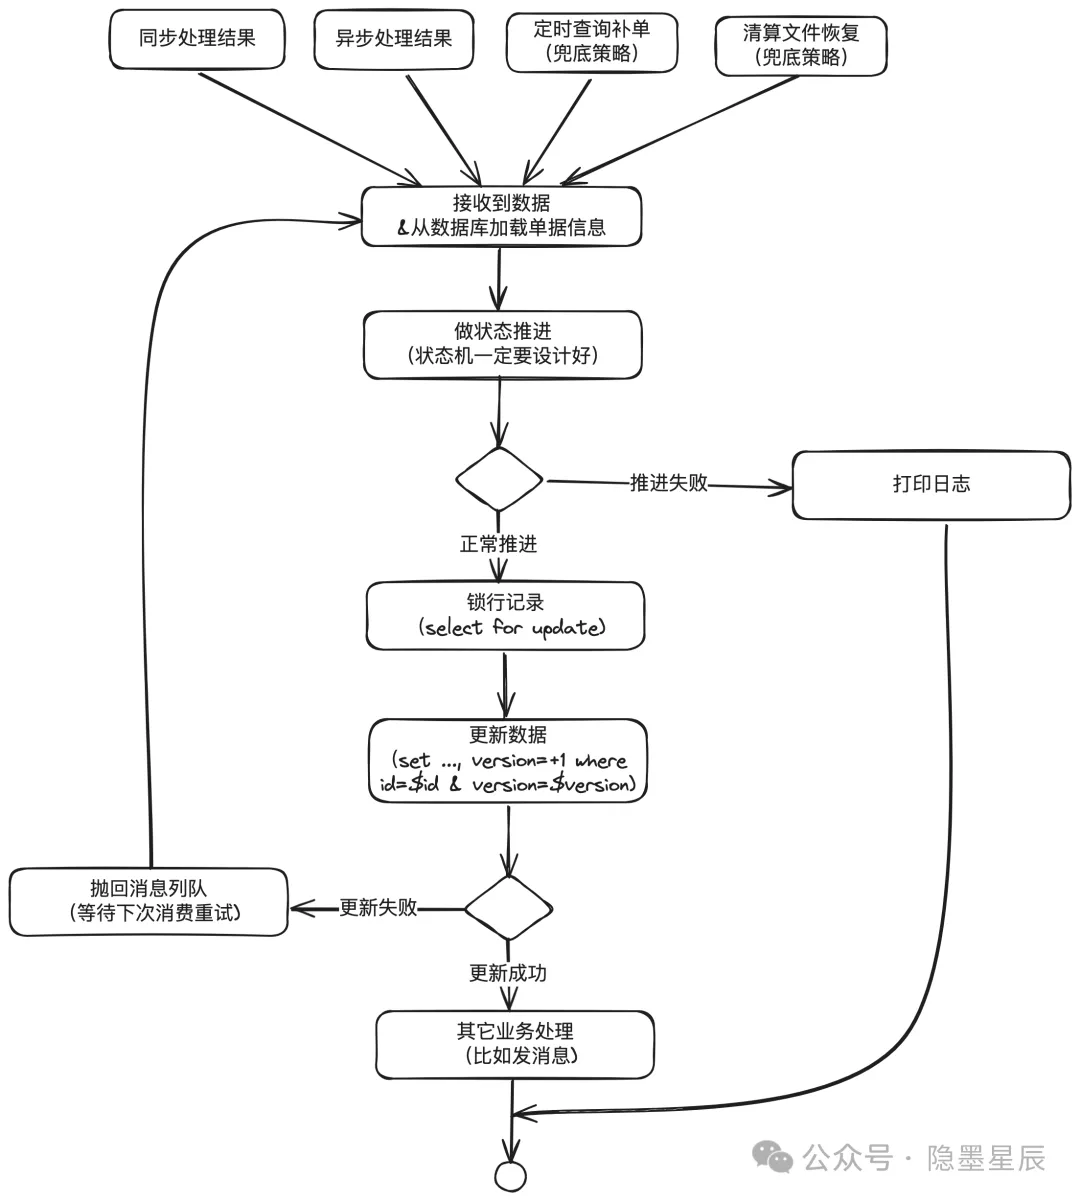 同步处理结果
异步处理结果
定时查询补单
（兜底策略）
清算文件恢复
（兜底策略）
接收到数据
&从数据库加载单据信息
做状态推进
（状态机一定要设计好）
推进失败
打印日志
正常推进
锁行记录
（select for update）
更新数据
（set ..., version=+1 where
id=$id & version=$version）
抛回消息列队
（等待下次消费重试）
更新失败
更新成功
其它业务处理
（比如发消息）
公众号 · 隐墨星辰